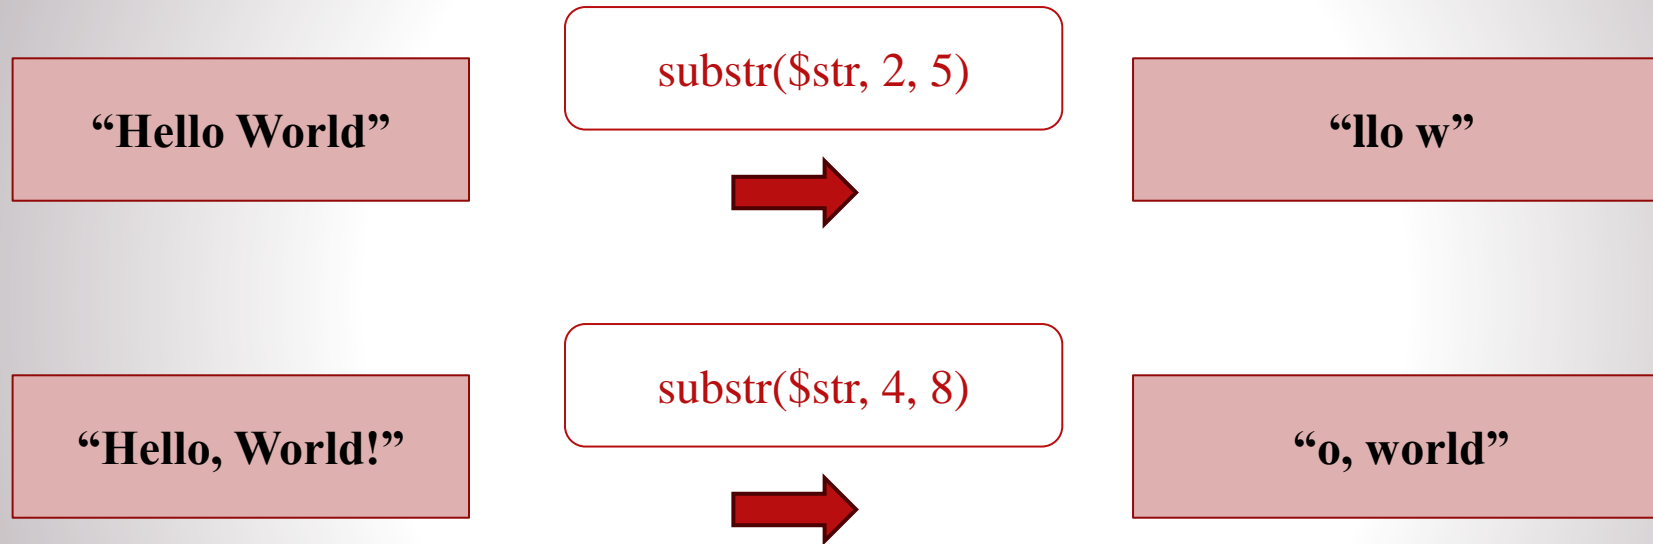 substr($str, 2, 5)
“Hello World”
“llo w”
substr($str, 4, 8)
“Hello, World!”
“o, world”